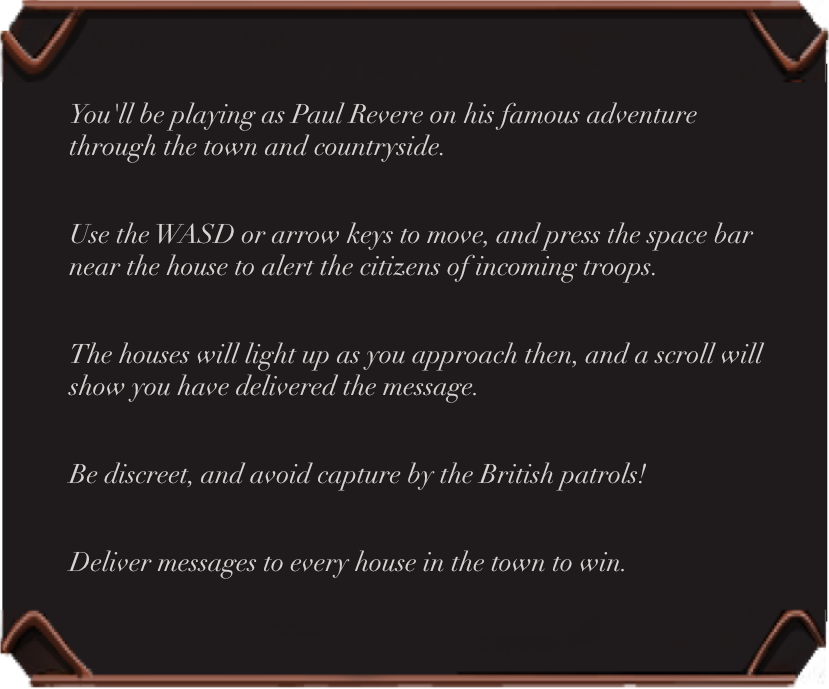 You'll be playing as Paul Revere on his famous adventure
through the town and countryside.
Use the WASD or arrow keys to move, and press the space bar
near the house to alert the citizens of incoming troops.
The houses will light up as you approach then, and a scroll will
show you have delivered the message.
Be discreet, and avoid capture by the British patrols!
Deliver messages to every house in the town to win.